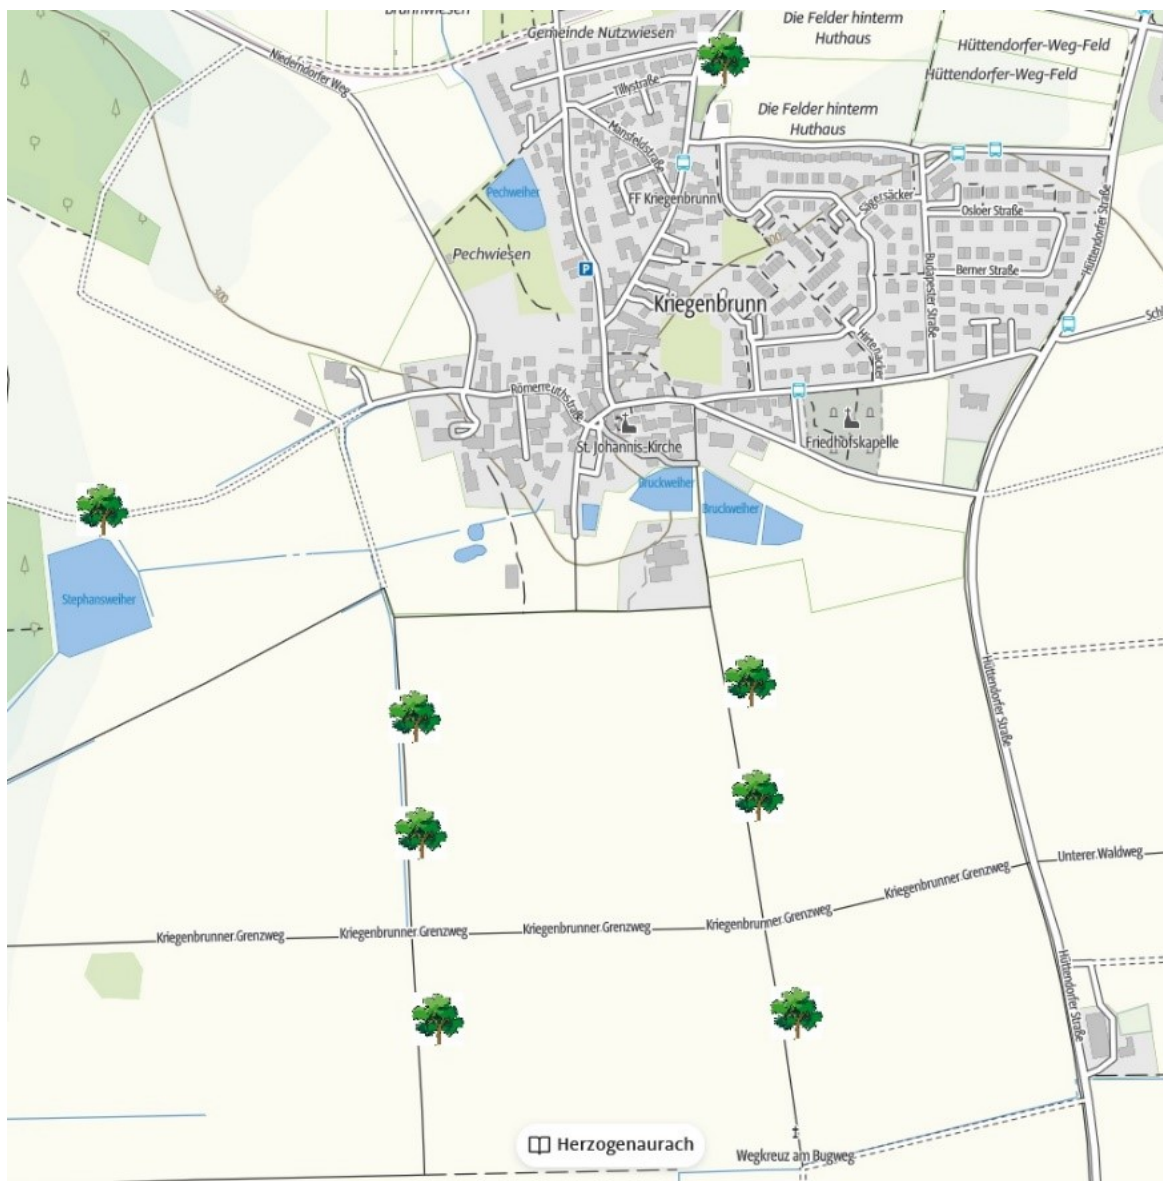 Brunnwiesen
Die Felder hinterm
Huthaus
Gemeinde Nutzwiesen
Hüttendorfer-Weg-Feld
Hüttendorfer-Weg-Feld
Niederndorfer Weg
Tillystraße
Die Felder hinterm
Huthaus
Mansfeldstraße
Pechweiher
FF Kriegenbrunn
Sägersäcker
Osloer Straße
Hüttendorfer Straße
Pechwiesen
P
Berner Straße
Budapester Straße
300
Kriegenbrunn
Hirtenäcker
Römerreuthstraße
St. Johannis-Kirche
Friedhofskapelle
Bruckweiher
Bruckweiher
Stephansweiher
Hüttendorfer Straße
Unterer Waldweg
Kriegenbrunner Grenzweg
Kriegenbrunner Grenzweg
Kriegenbrunner Grenzweg
Kriegenbrunner Grenzweg
Kriegenbrunner Grenzweg
Hüttendorfer Straße
Herzogenaurach
Wegkreuz am Bugweg